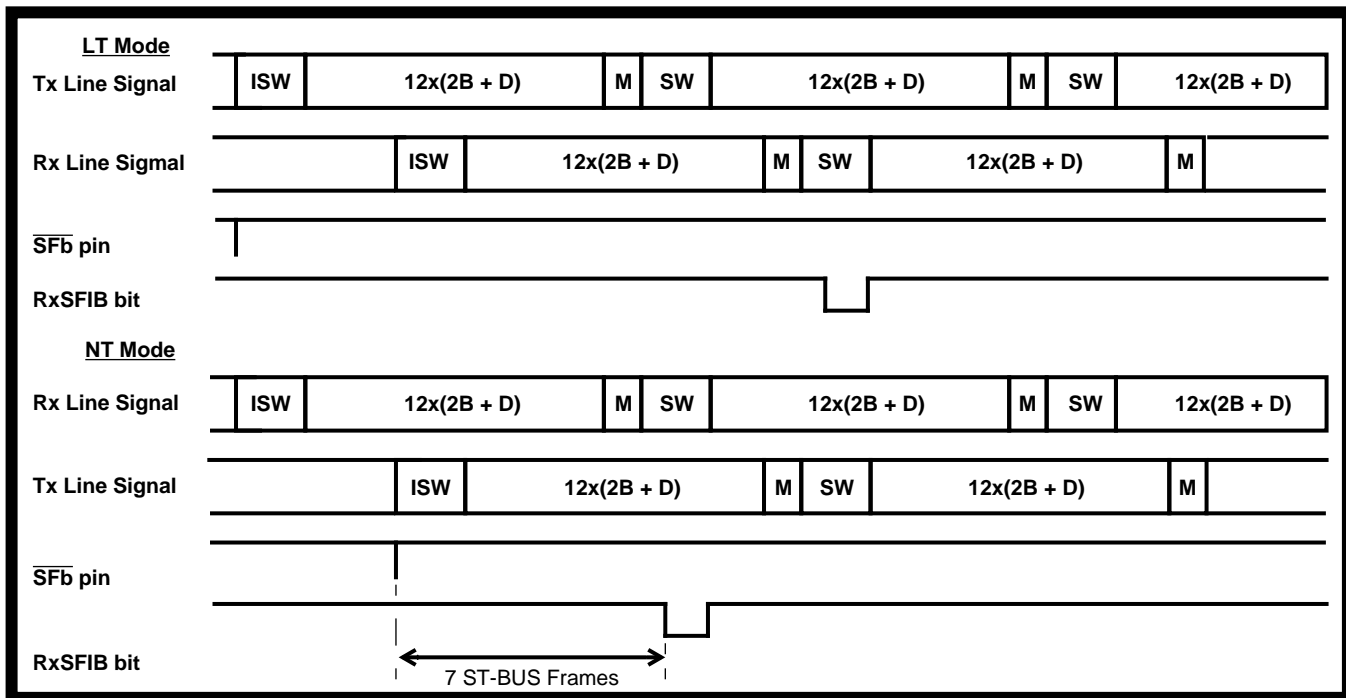 LT Mode
Tx Line Signal ISW 12x(2B + D) M SW 12x(2B + D) M SW 12x(2B + D)
Rx Line Sigmal ISW 12x(2B + D) M SW 12x(2B + D) M
SFb pin
RxSFIB bit
NT Mode
Rx Line Signal ISW 12x(2B + D) M SW 12x(2B + D) M SW 12x(2B + D)
Tx Line Signal ISW 12x(2B + D) M SW 12x(2B + D) M
SFb pin
RxSFIB bit
7 ST-BUS Frames